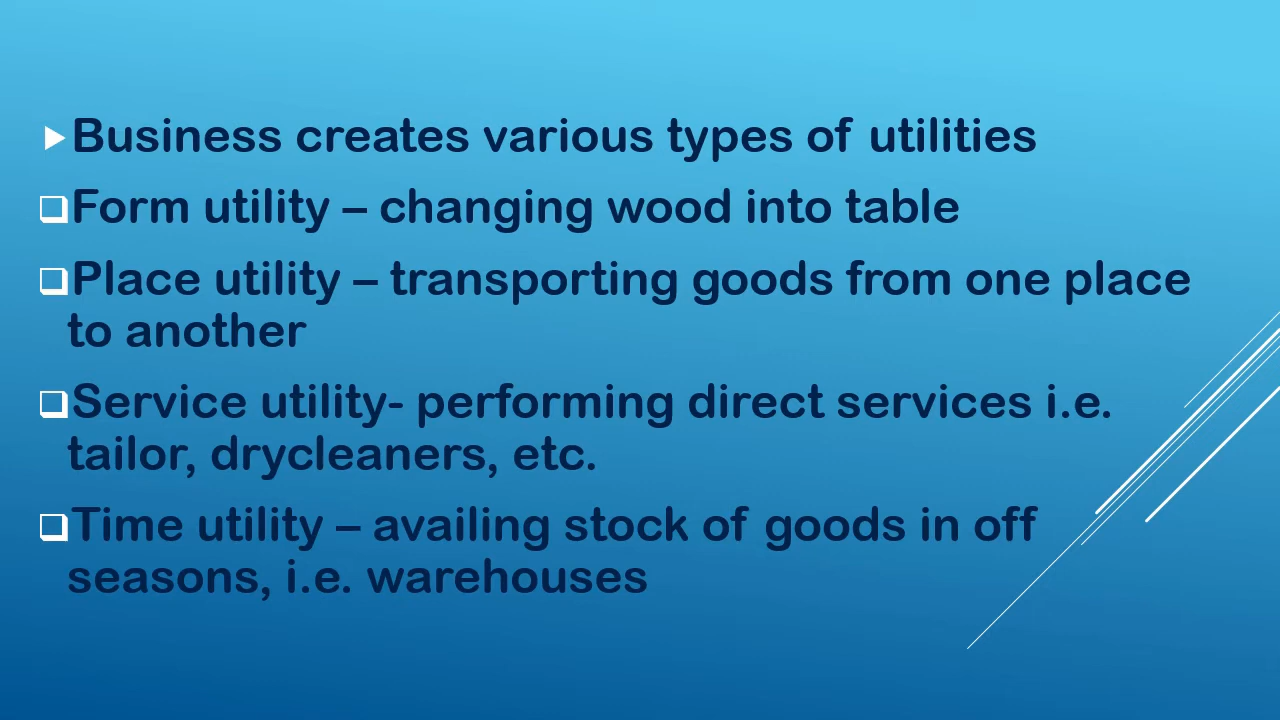 Business creates various types of utilities
Form utility – changing wood into table
Place utility – transporting goods from one place
to another
Service utility- performing direct services i.e.
tailor, drycleaners, etc.
Time utility – availing stock of goods in off
seasons, i.e. warehouses